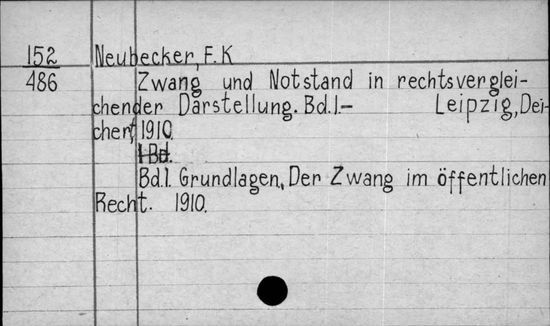 152 Neubecker, F. K
486 Zwang und Notstand in rechtsverglei-
chender Darstellung. Bd. 1.- Leipzig, Dei-
chert, 1910.
1 Bd.
Bd. 1. Grundlagen, Der Zwang im öffentlichen
Recht. 1910.